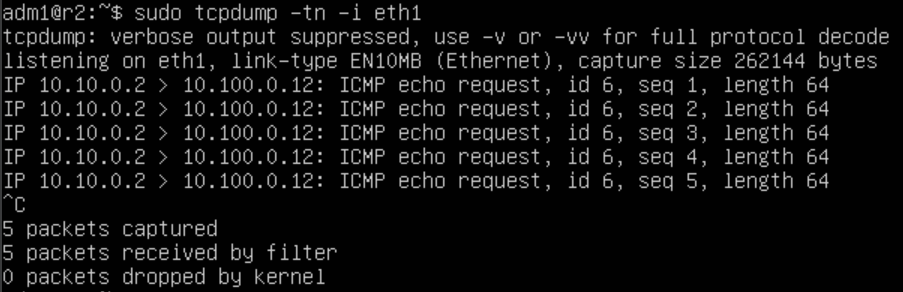 adm1@r2:~$ sudo tcpdump -tn -i eth1
tcpdump: verbose output suppressed, use -v or -vv for full protocol decode
listening on eth1, link-type EN10MB (Ethernet), capture size 262144 bytes
IP 10.10.0.2 > 10.100.0.12: ICMP echo request, id 6, seq 1, length 64
IP 10.10.0.2 > 10.100.0.12: ICMP echo request, id 6, seq 2, length 64
IP 10.10.0.2 > 10.100.0.12: ICMP echo request, id 6, seq 3, length 64
IP 10.10.0.2 > 10.100.0.12: ICMP echo request, id 6, seq 4, length 64
IP 10.10.0.2 > 10.100.0.12: ICMP echo request, id 6, seq 5, length 64
^C
5 packets captured
5 packets received by filter
0 packets dropped by kernel